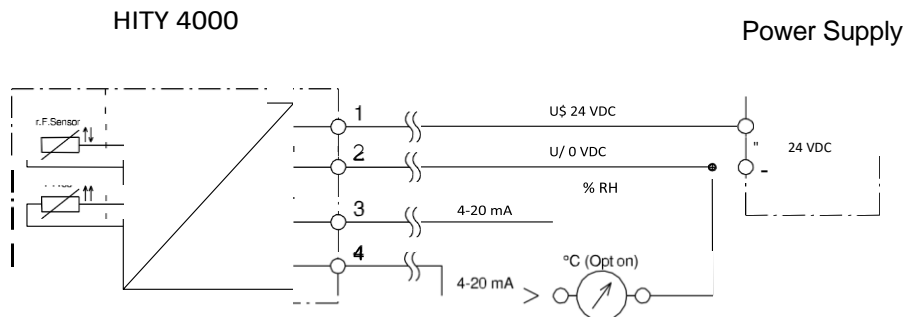 HITY 4000
Power Supply
r.F.Sensor
1
U$ 24 VDC
2
U/ 0 VDC
"
24 VDC
-
% RH
3
4-20 mA
4
°C (Opt on)
4-20 mA >